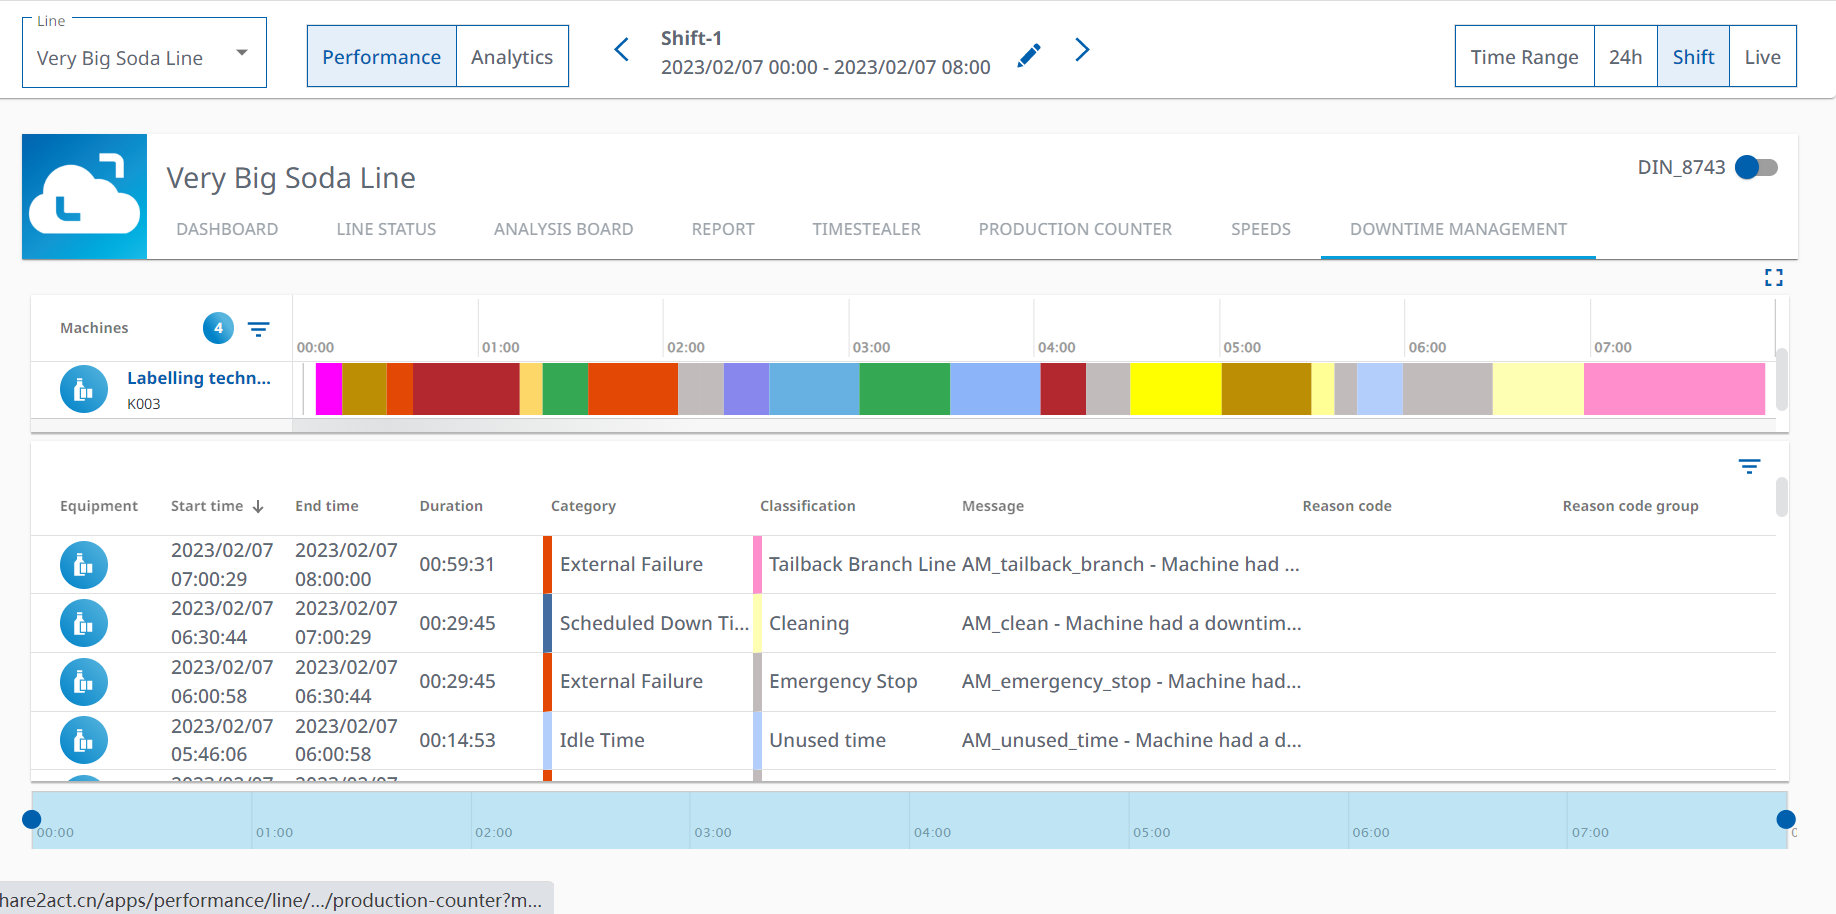 Line
Very Big Soda Line
Performance
Analytics
Shift-1
2023/02/07 00:00 - 2023/02/07 08:00
Time Range
24h
Shift
Live
Very Big Soda Line
DIN_8743
DASHBOARD
LINE STATUS
ANALYSIS BOARD
REPORT
TIMESTEALER
PRODUCTION COUNTER
SPEEDS
DOWNTIME MANAGEMENT
Machines
4
00:00
01:00
02:00
03:00
04:00
05:00
06:00
07:00
Labelling techn...
K003
Equipment
Start time
End time
Duration
Category
Classification
Message
Reason code
Reason code group
2023/02/07
07:00:29
2023/02/07
08:00:00
00:59:31
External Failure
Tailback Branch Line
AM_tailback_branch - Machine had ...
2023/02/07
06:30:44
2023/02/07
07:00:29
00:29:45
Scheduled Down Ti...
Cleaning
AM_clean - Machine had a downtim...
2023/02/07
06:00:58
2023/02/07
06:30:44
00:29:45
External Failure
Emergency Stop
AM_emergency_stop - Machine had...
2023/02/07
05:46:06
2023/02/07
06:00:58
00:14:53
Idle Time
Unused time
AM_unused_time - Machine had a d...
2023/02/07
2023/02/07
00:00
01:00
02:00
03:00
04:00
05:00
06:00
07:00
hare2act.cn/apps/performance/line/.../production-counter?m...